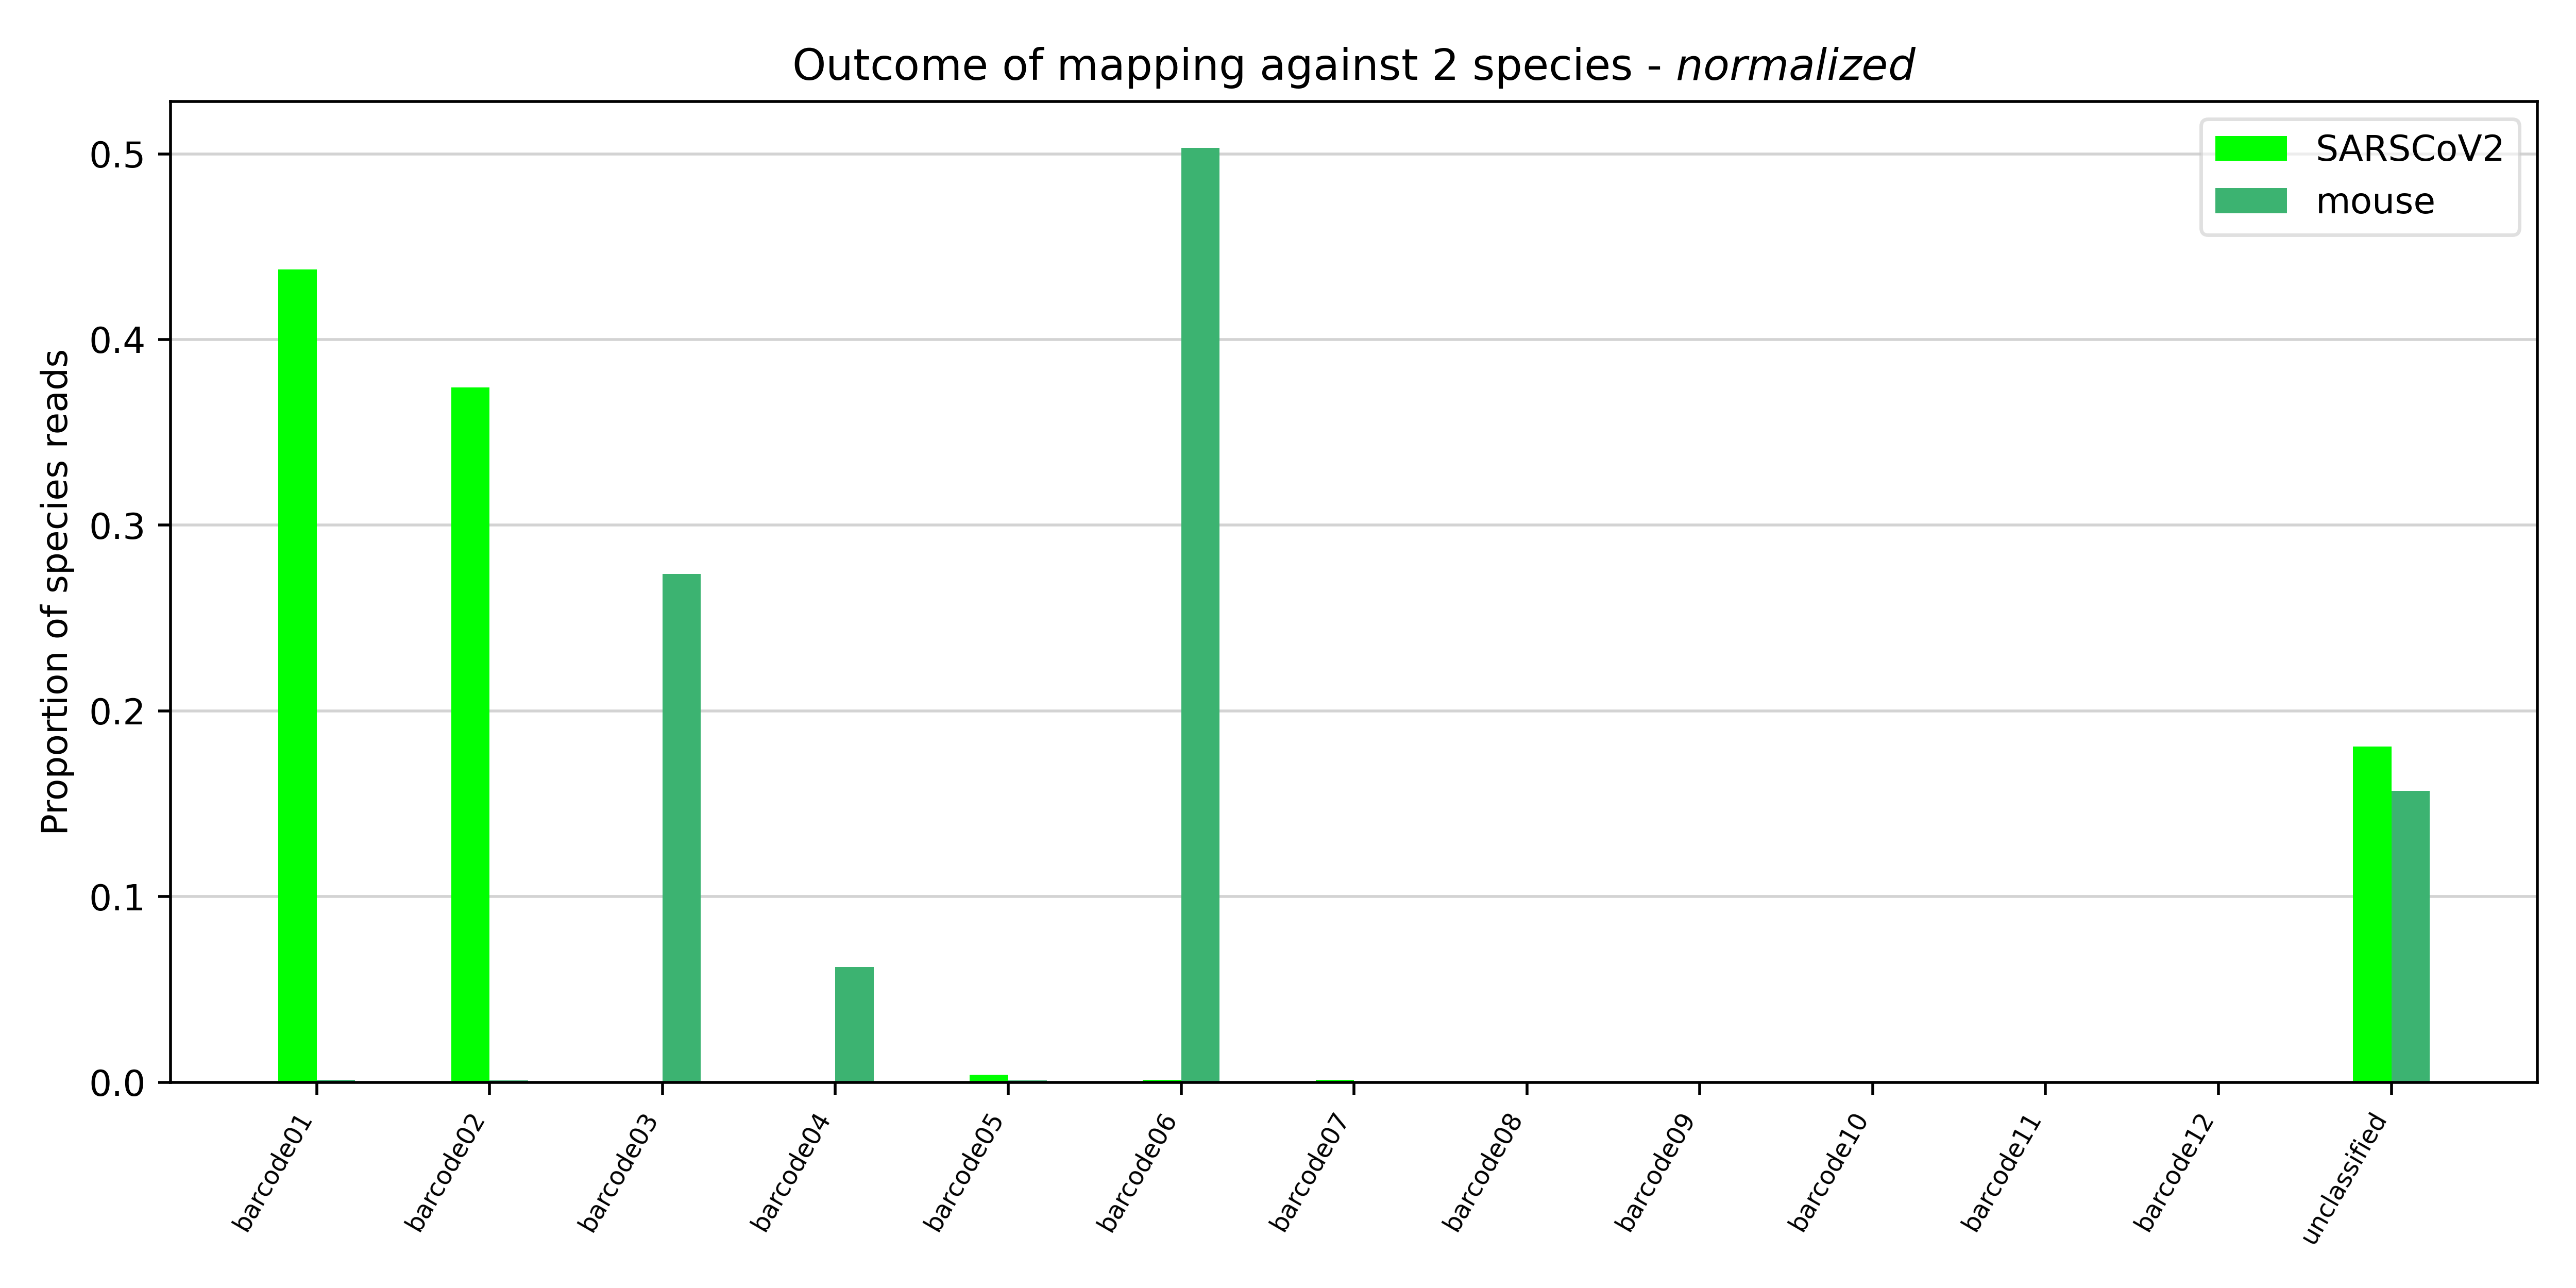 Outcome of mapping against 2 species - normalized
SARSCoV2
mouse
Proportion of species reads
0.5
0.4
0.3
0.2
0.1
0.0
barcode01
barcode02
barcode03
barcode04
barcode05
barcode06
barcode07
barcode08
barcode09
barcode10
barcode11
barcode12
unclassified